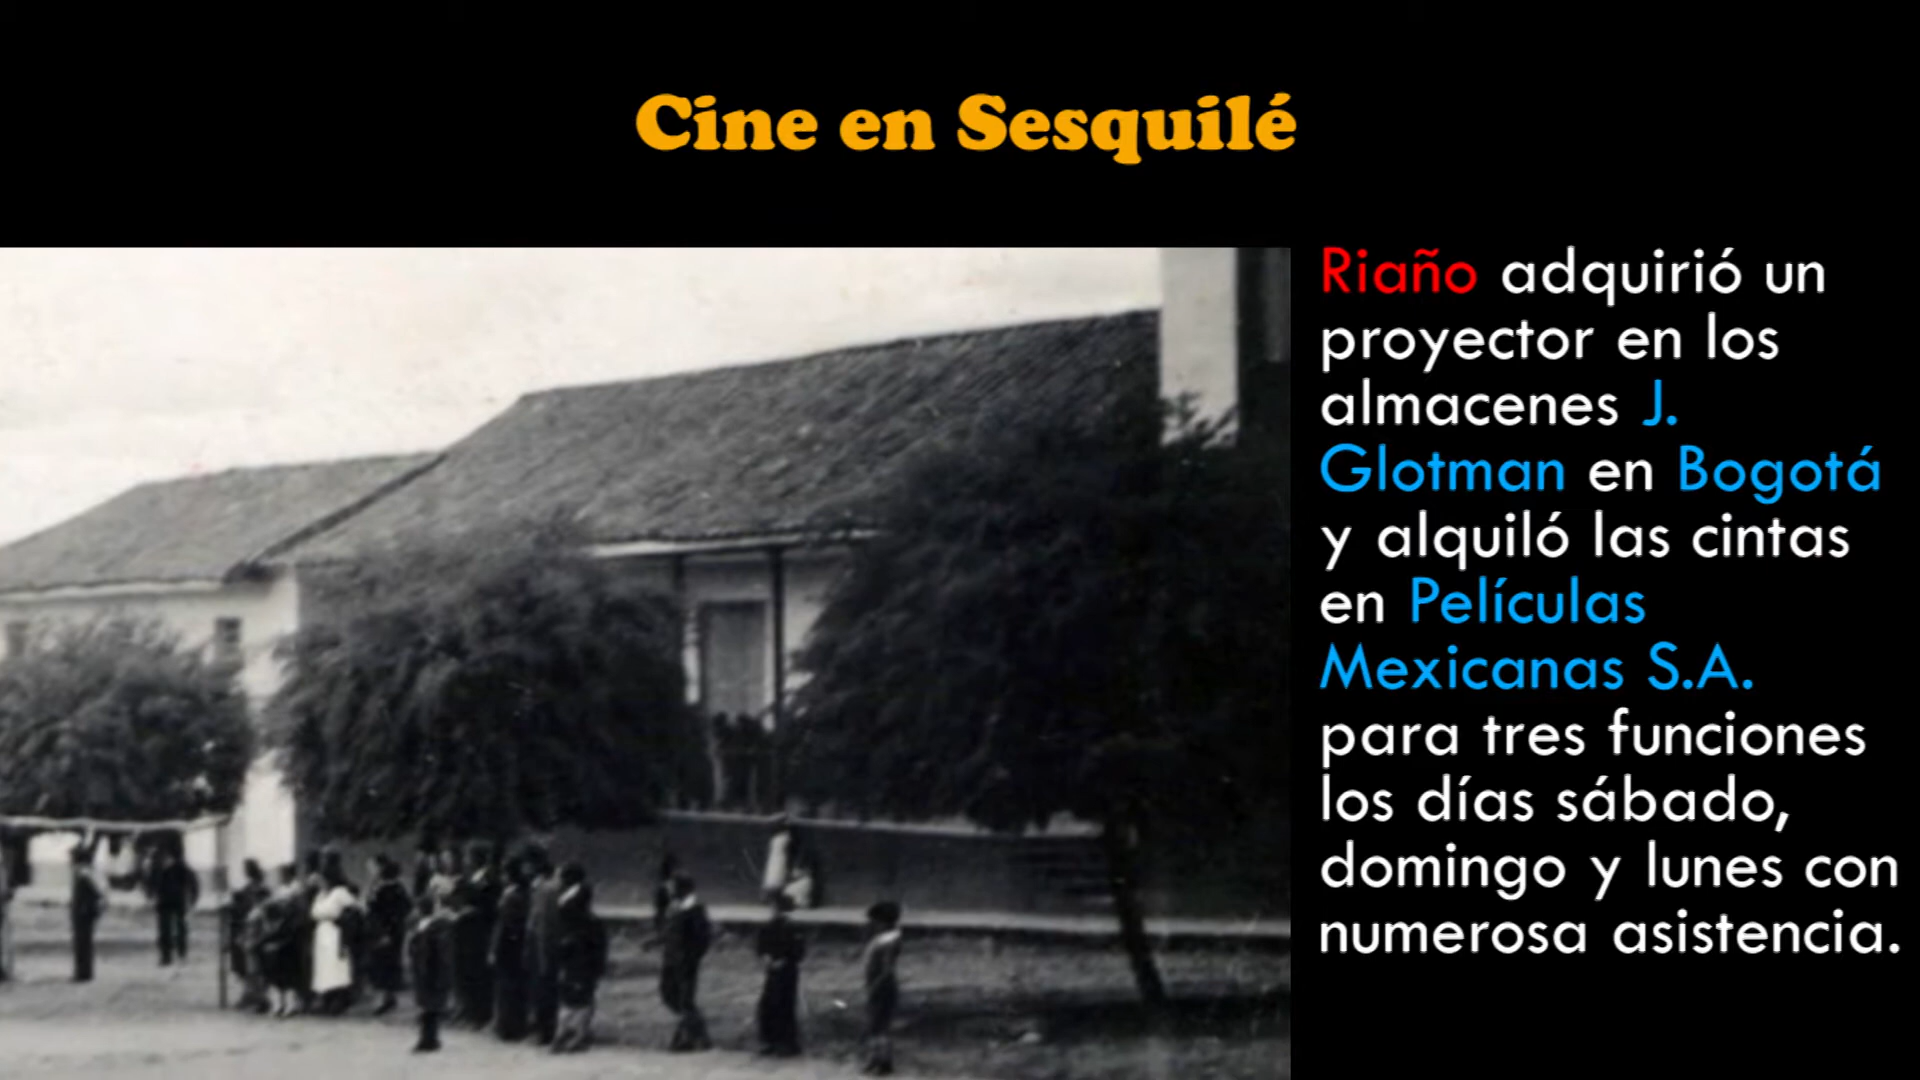 Cine en Sesquilé
Riaño adquirió un
proyector en los
almacenes J.
Glotman en Bogotá
y alquiló las cintas
en Películas
Mexicanas S.A.
para tres funciones
los días sábado,
domingo y lunes con
numerosa asistencia.